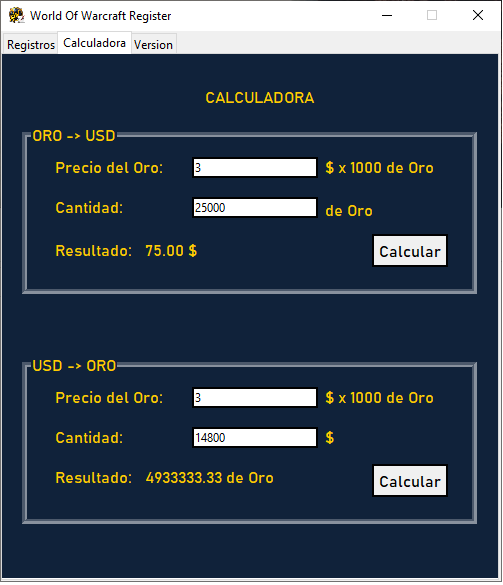 World Of Warcraft Register
Registros Calculadora Version
CALCULADORA
ORO -> USD
Precio del Oro: 3 $ x 1000 de Oro
Cantidad: 25000 de Oro
Resultado: 75.00 $ Calcular
USD -> ORO
Precio del Oro: 3 $ x 1000 de Oro
Cantidad: 14800 $
Resultado: 4933333.33 de Oro Calcular